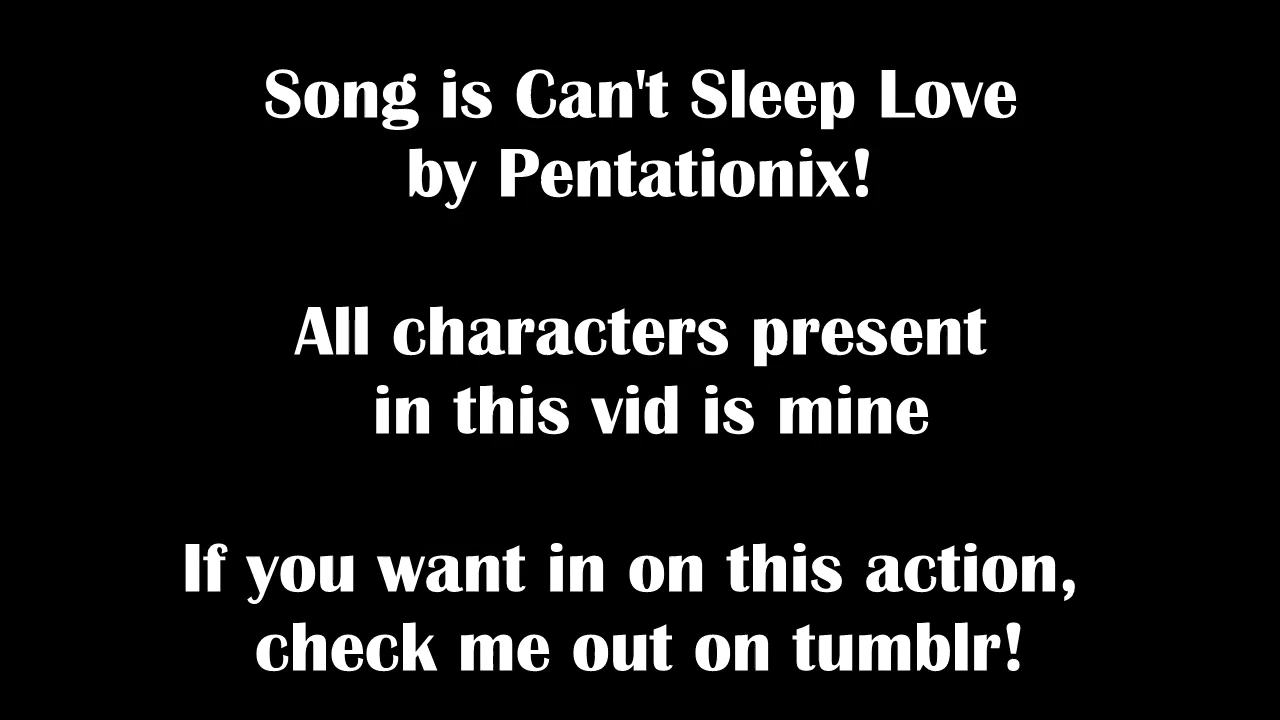 Song is Can't Sleep Love
by Pentationix!
All characters present
in this vid is mine
If you want in on this action,
check me out on tumblr!